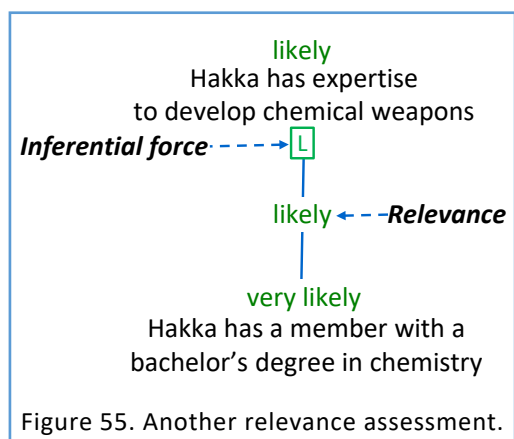 likely
Hakka has expertise
to develop chemical weapons
Inferential force
L
likely
Relevance
very likely
Hakka has a member with a
bachelor’s degree in chemistry
Figure 55. Another relevance assessment.